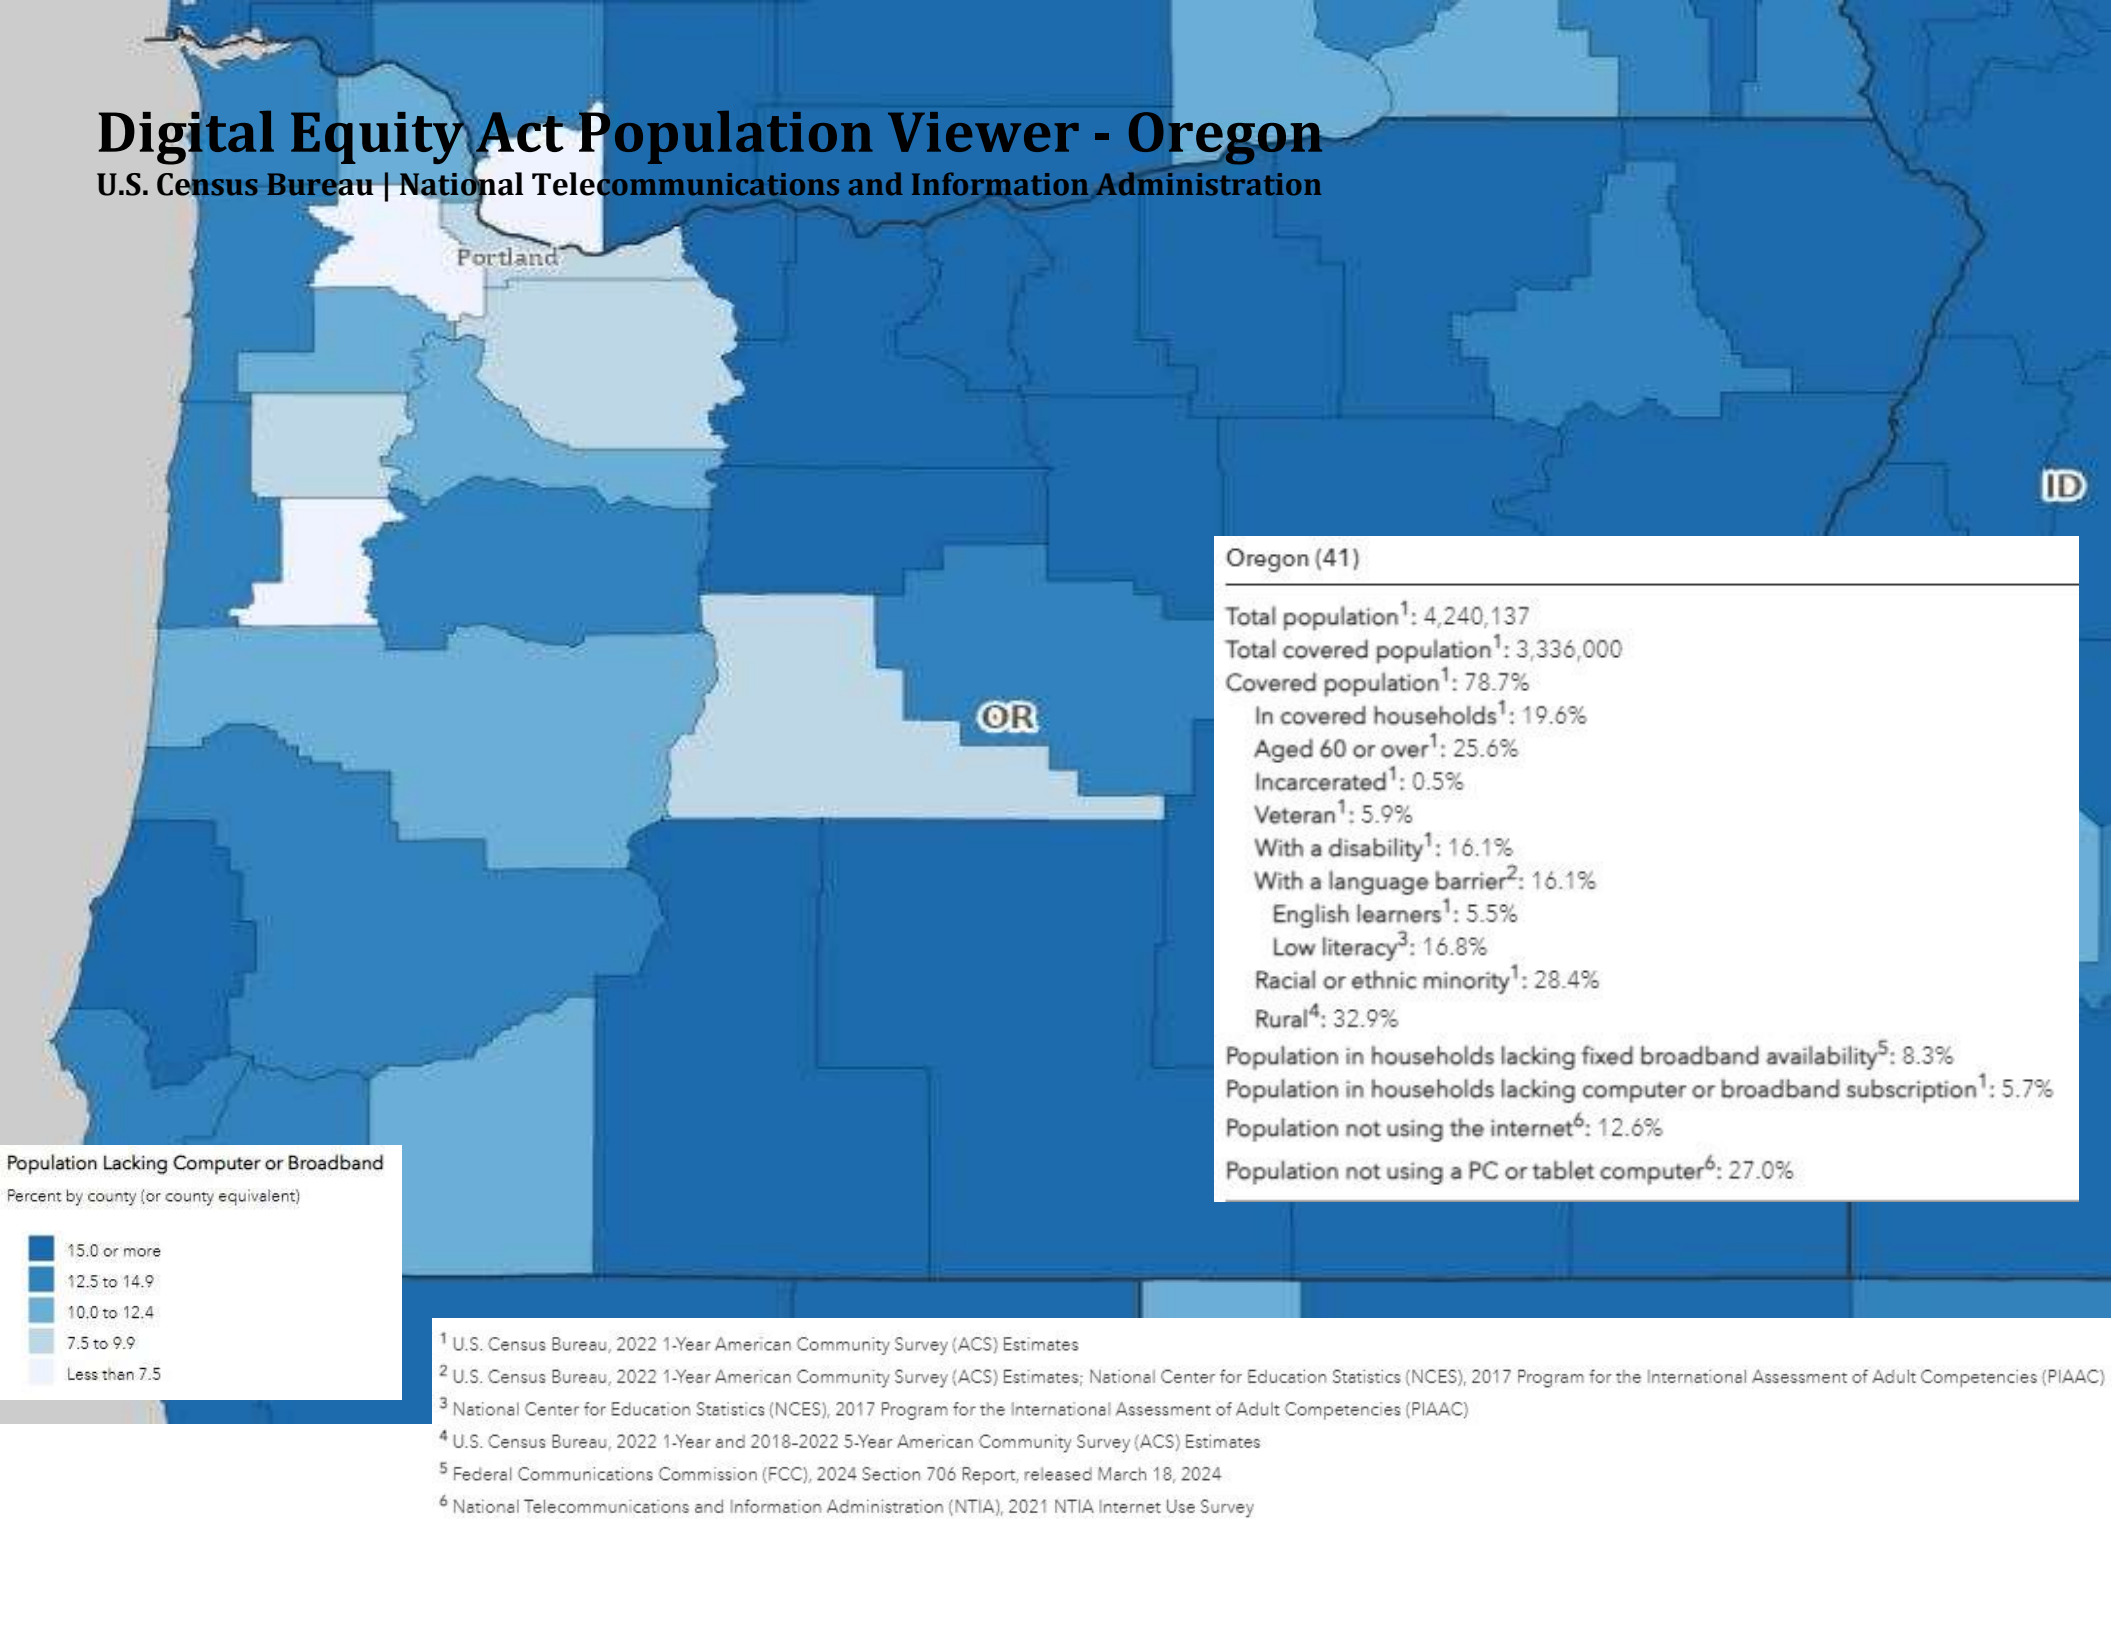 Digital Equity Act Population Viewer - Oregon
U.S. Census Bureau | National Telecommunications and Information Administration
Portland
ID
OR
Oregon (41)
Total population¹: 4,240,137
Total covered population¹: 3,336,000
Covered population¹: 78.7%
In covered households¹: 19.6%
Aged 60 or over¹: 25.6%
Incarcerated¹: 0.5%
Veteran¹: 5.9%
With a disability¹: 16.1%
With a language barrier²: 16.1%
English learners¹: 5.5%
Low literacy³: 16.8%
Racial or ethnic minority¹: 28.4%
Rural⁴: 32.9%
Population in households lacking fixed broadband availability⁵: 8.3%
Population in households lacking computer or broadband subscription¹: 5.7%
Population not using the internet⁶: 12.6%
Population not using a PC or tablet computer⁶: 27.0%
Population Lacking Computer or Broadband
Percent by county (or county equivalent)
15.0 or more
12.5 to 14.9
10.0 to 12.4
7.5 to 9.9
Less than 7.5
¹ U.S. Census Bureau, 2022 1-Year American Community Survey (ACS) Estimates
² U.S. Census Bureau, 2022 1-Year American Community Survey (ACS) Estimates; National Center for Education Statistics (NCES), 2017 Program for the International Assessment of Adult Competencies (PIAAC)
³ National Center for Education Statistics (NCES), 2017 Program for the International Assessment of Adult Competencies (PIAAC)
⁴ U.S. Census Bureau, 2022 1-Year and 2018-2022 5-Year American Community Survey (ACS) Estimates
⁵ Federal Communications Commission (FCC), 2024 Section 706 Report, released March 18, 2024
⁶ National Telecommunications and Information Administration (NTIA), 2021 NTIA Internet Use Survey